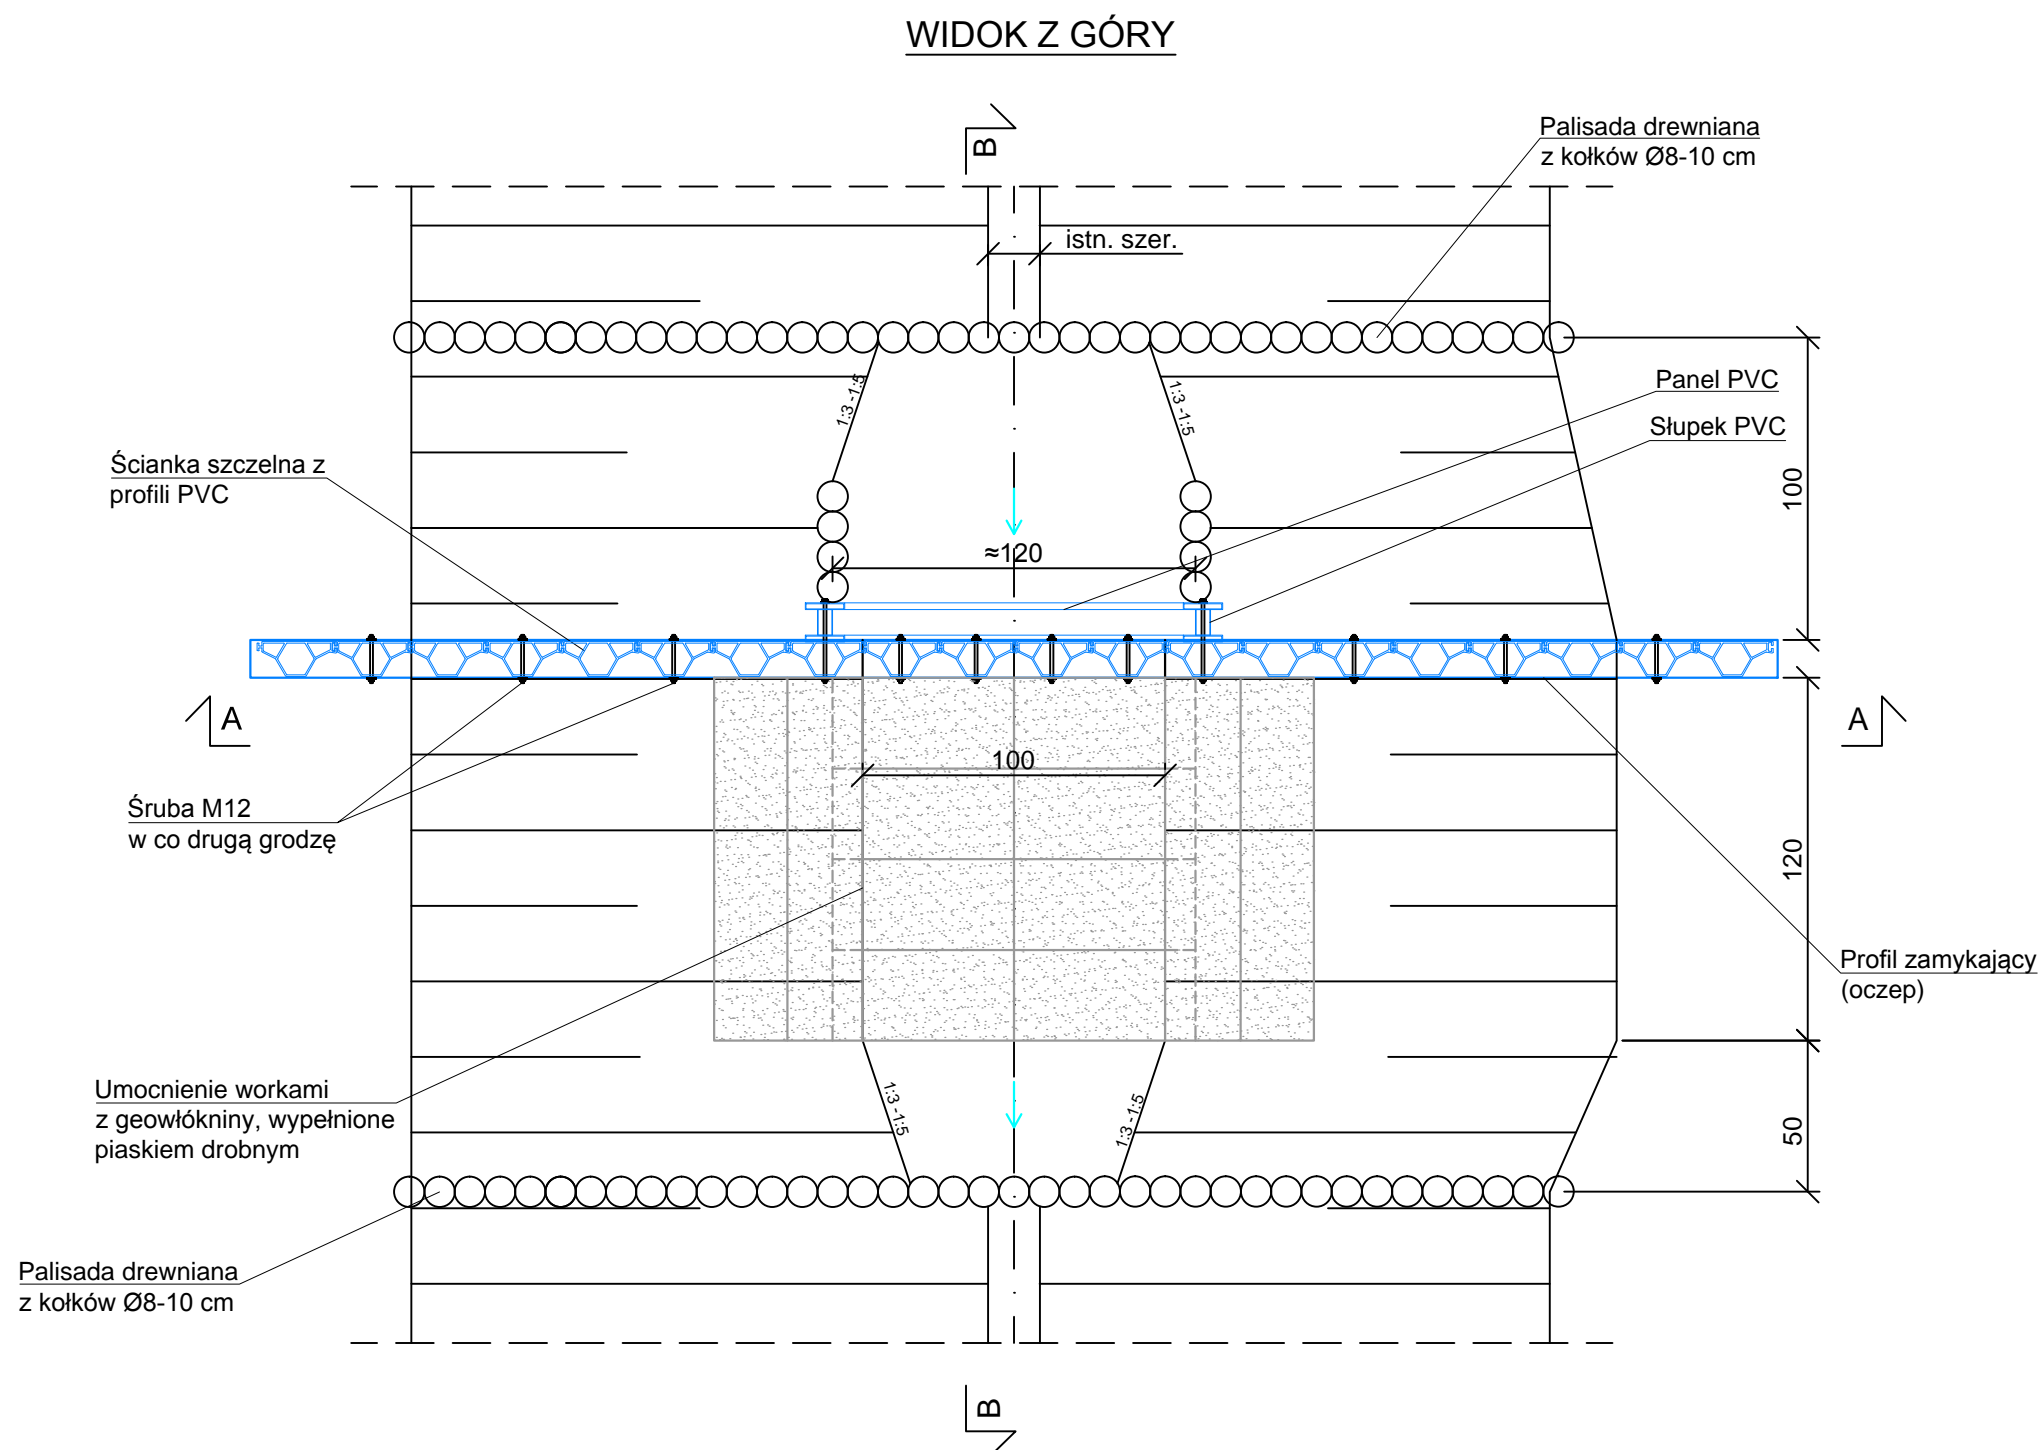 WIDOK Z GÓRY
B
Palisada drewniana
z kołków Ø8-10 cm
istn. szer.
1:3 -1:5
1:3 -1:5
Panel PVC
Słupek PVC
Ścianka szczelna z
profili PVC
100
≈120
A
A
100
Śruba M12
w co drugą grodzę
120
Profil zamykający
(oczep)
Umocnienie workami
z geowłókniny, wypełnione
piaskiem drobnym
1:3 -1:5
1:3 -1:5
50
Palisada drewniana
z kołków Ø8-10 cm
B